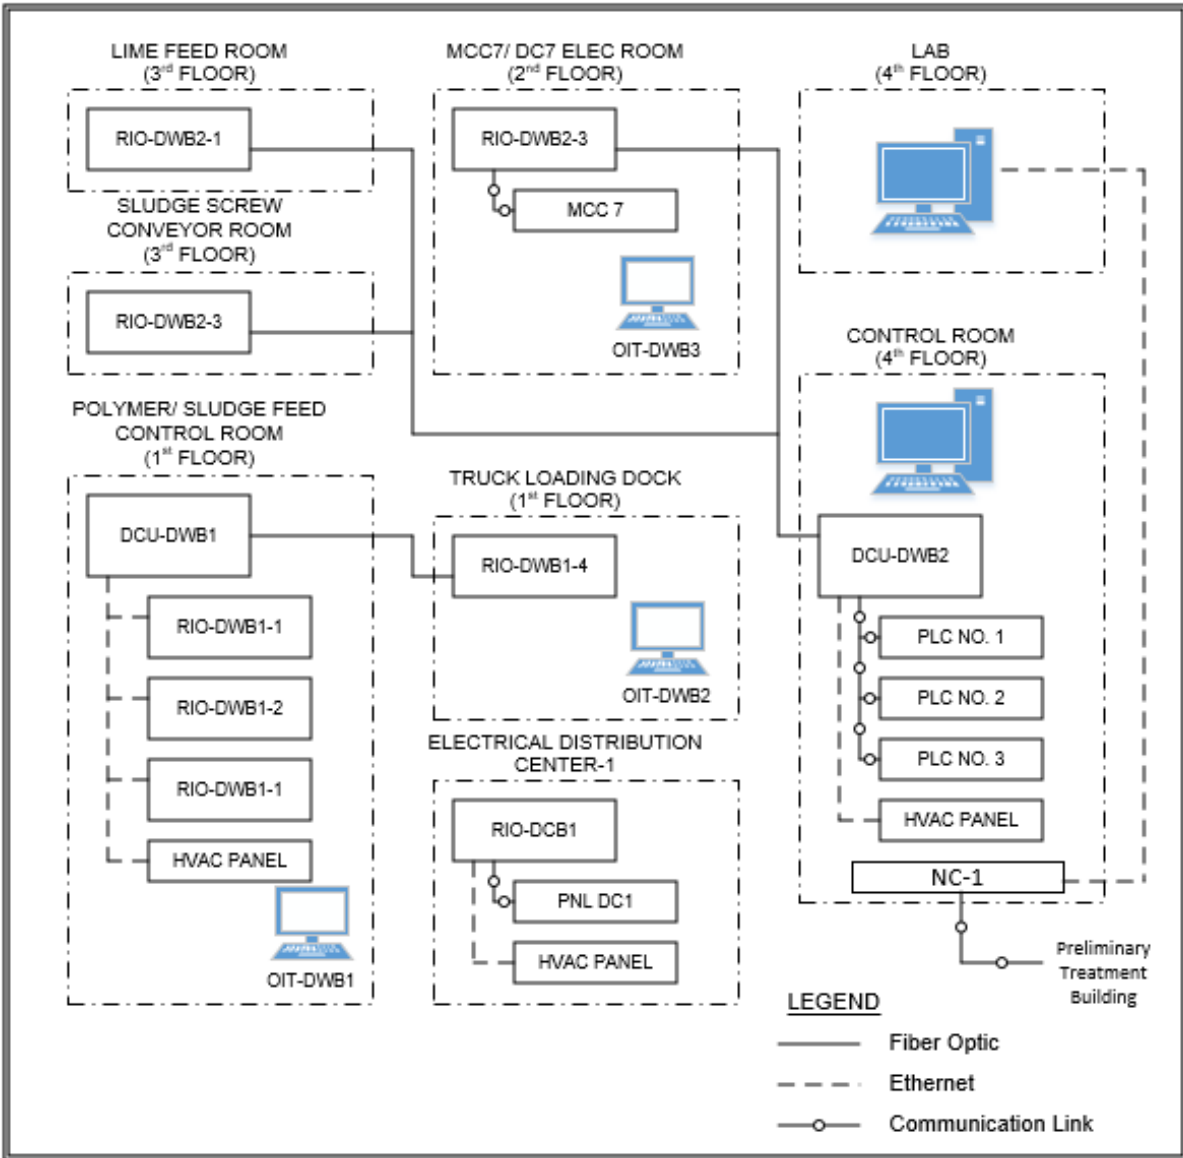 LIME FEED ROOM
(3rd FLOOR)
RIO-DWB2-1
SLUDGE SCREW
CONVEYOR ROOM
(3rd FLOOR)
RIO-DWB2-3
POLYMER/ SLUDGE FEED
CONTROL ROOM
(1st FLOOR)
DCU-DWB1
RIO-DWB1-1
RIO-DWB1-2
RIO-DWB1-1
HVAC PANEL
OIT-DWB1
MCC7/ DC7 ELEC ROOM
(2nd FLOOR)
RIO-DWB2-3
MCC 7
OIT-DWB3
TRUCK LOADING DOCK
(1st FLOOR)
RIO-DWB1-4
OIT-DWB2
ELECTRICAL DISTRIBUTION
CENTER-1
RIO-DCB1
PNL DC1
HVAC PANEL
LAB
(4th FLOOR)
CONTROL ROOM
(4th FLOOR)
DCU-DWB2
PLC NO. 1
PLC NO. 2
PLC NO. 3
HVAC PANEL
NC-1
Preliminary
Treatment
Building
LEGEND
Fiber Optic
Ethernet
Communication Link